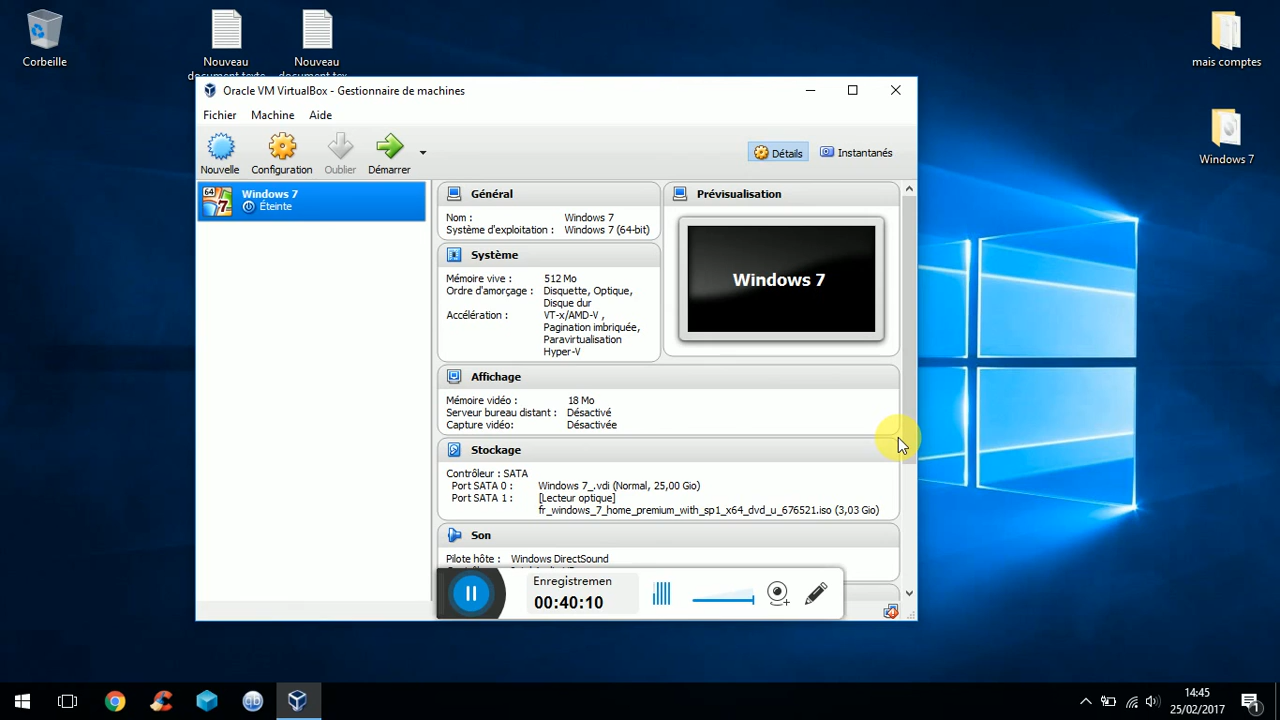 Corbeille
Nouveau
document texte
Nouveau
document tex
mais comptes
Windows 7
Oracle VM VirtualBox - Gestionnaire de machines
Fichier Machine Aide
Nouvelle Configuration Oublier Démarrer
Détails Instantanés
64
7
Windows 7
Éteinte
Général
Nom : Windows 7
Système d'exploitation : Windows 7 (64-bit)
Système
Mémoire vive : 512 Mo
Ordre d'amorçage : Disquette, Optique,
Disque dur
Accélération : VT-x/AMD-V ,
Pagination imbriquée,
Paravirtualisation
Hyper-V
Prévisualisation
Windows 7
Affichage
Mémoire vidéo : 18 Mo
Serveur bureau distant : Désactivé
Capture vidéo: Désactivée
Stockage
Contrôleur : SATA
Port SATA 0 : Windows 7_.vdi (Normal, 25,00 Gio)
Port SATA 1 : [Lecteur optique]
fr_windows_7_home_premium_with_sp1_x64_dvd_u_676521.iso (3,03 Gio)
Son
Pilote hôte : Windows DirectSound
Enregistremen
00:40:10
qb
14:45
25/02/2017
1